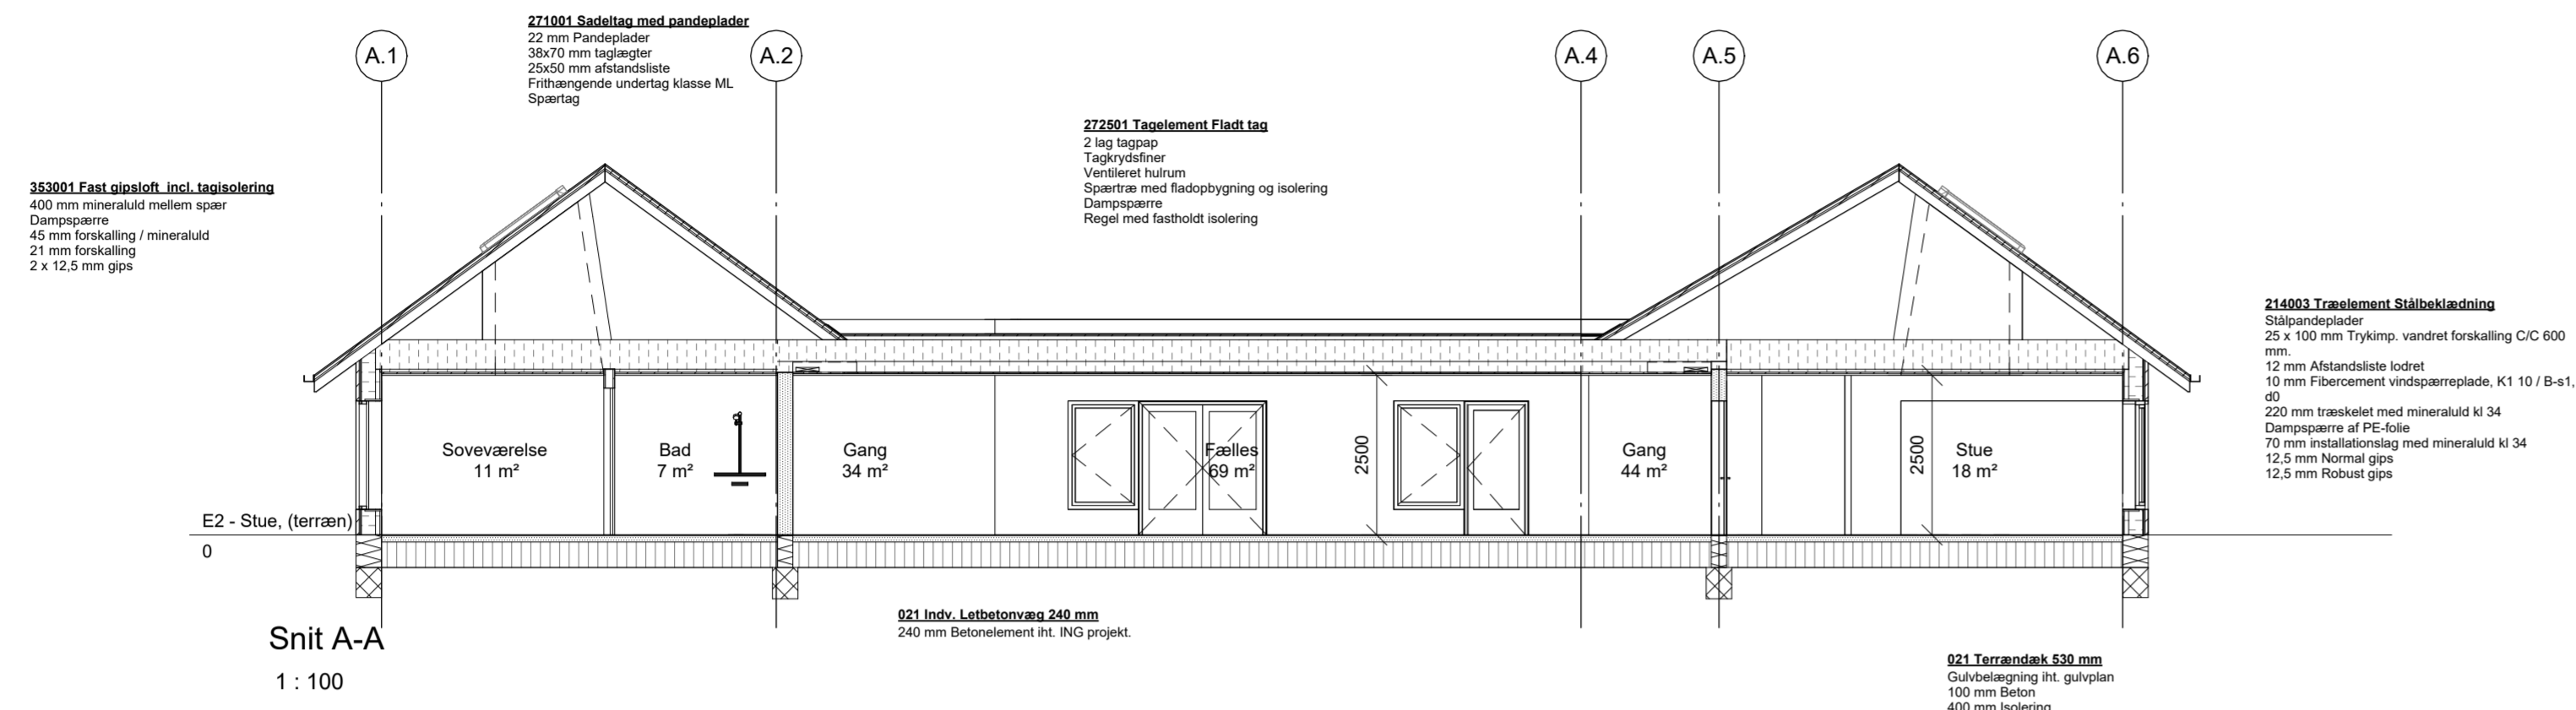 271001 Sadeltag med pandeplader
22 mm Pandeplader
38x70 mm taglægter
25x50 mm afstandsliste
Frithængende undertag klasse ML
Spærtag
A.1
A.2
A.4
A.5
A.6
272501 Tagelement Fladt tag
2 lag tagpap
Tagkrydsfiner
Ventileret hulrum
Spærtræ med fladopbygning og isolering
Dampspærre
Regel med fastholdt isolering
353001 Fast gipsloft incl. tagisolering
400 mm mineraluld mellem spær
Dampspærre
45 mm forskalling / mineraluld
21 mm forskalling
2 x 12,5 mm gips
214003 Træelement Stålbeklædning
Stålpandeplader
25 x 100 mm Trykimp. vandret forskalling C/C 600
mm.
12 mm Afstandsliste lodret
10 mm Fibercement vindspærreplade, K1 10 / B-s1,
d0
220 mm træskelet med mineraluld kl 34
Dampspærre af PE-folie
70 mm installationslag med mineraluld kl 34
12,5 mm Normal gips
12,5 mm Robust gips
Soveværelse
11 m²
Bad
7 m²
Gang
34 m²
Fælles
69 m²
2500
Gang
44 m²
2500
Stue
18 m²
E2 - Stue, (terræn)
0
021 Indv. Letbetonvæg 240 mm
240 mm Betonelement iht. ING projekt.
Snit A-A
1 : 100
021 Terrændæk 530 mm
Gulvbelægning iht. gulvplan
100 mm Beton
400 mm Isolering